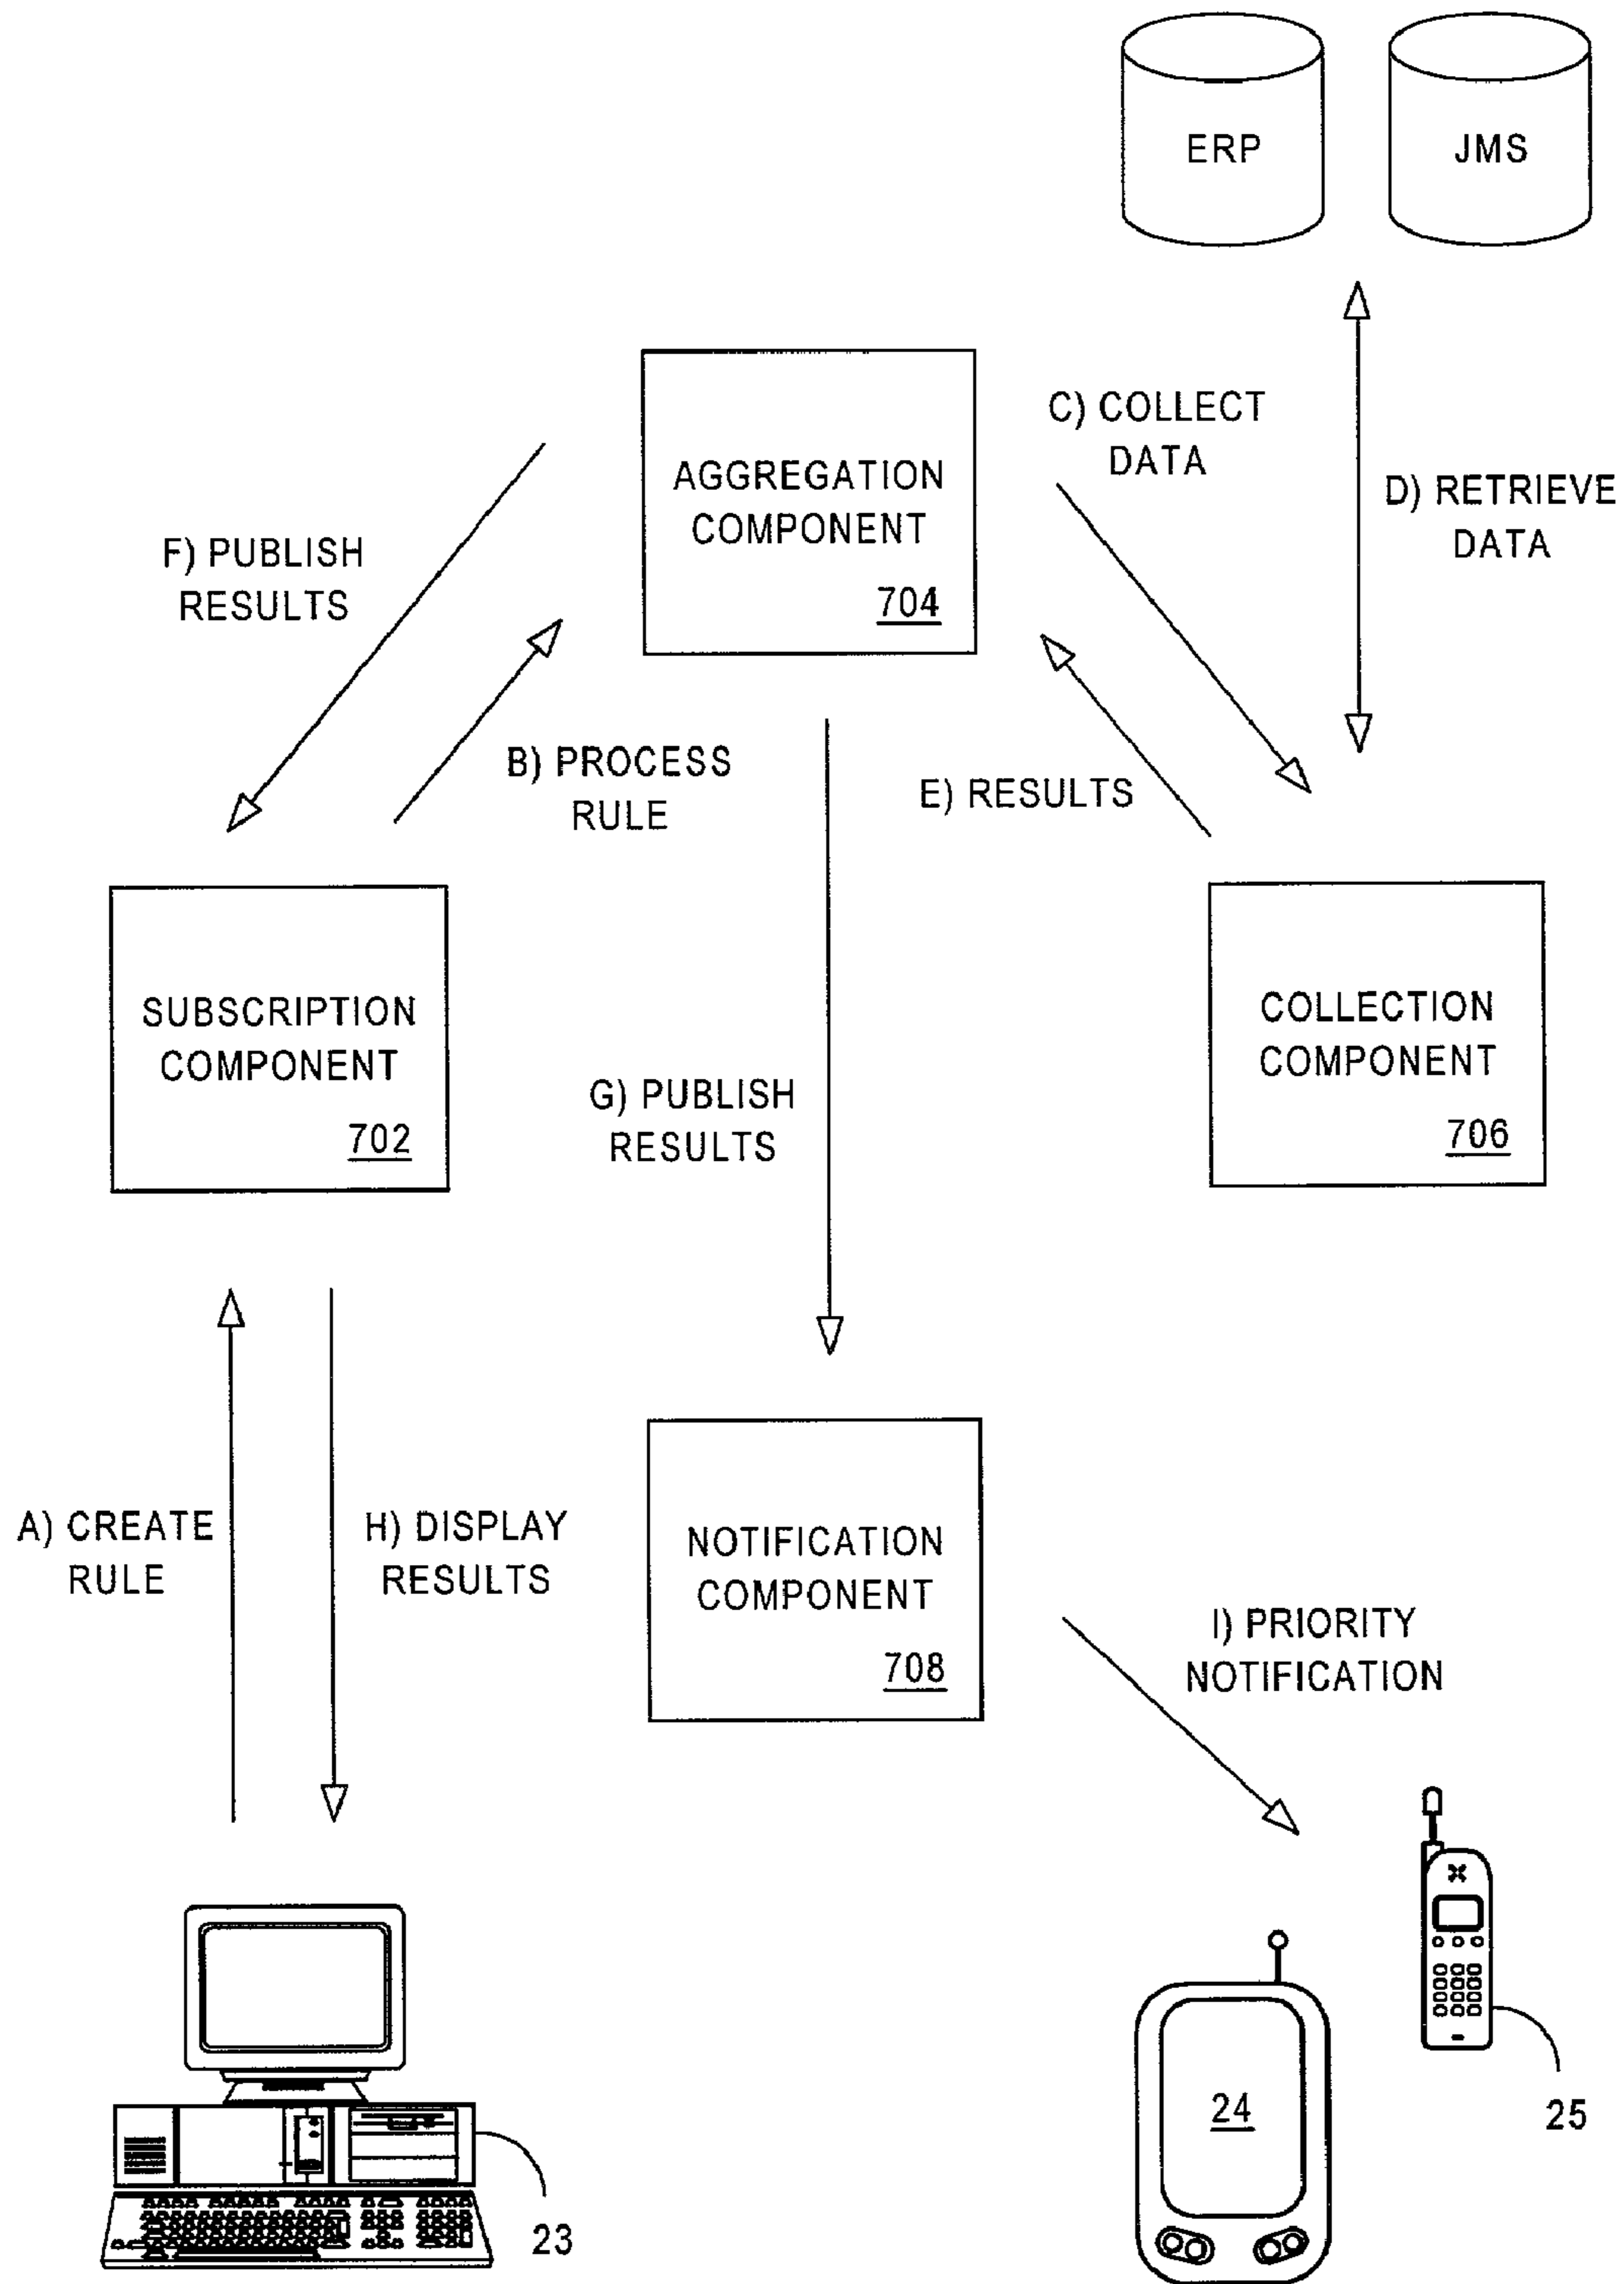 ERP
JMS
C) COLLECT
DATA
D) RETRIEVE
DATA
AGGREGATION
COMPONENT
704
F) PUBLISH
RESULTS
B) PROCESS
RULE
E) RESULTS
SUBSCRIPTION
COMPONENT
702
COLLECTION
COMPONENT
706
G) PUBLISH
RESULTS
A) CREATE
RULE
H) DISPLAY
RESULTS
NOTIFICATION
COMPONENT
708
I) PRIORITY
NOTIFICATION
23
24
25